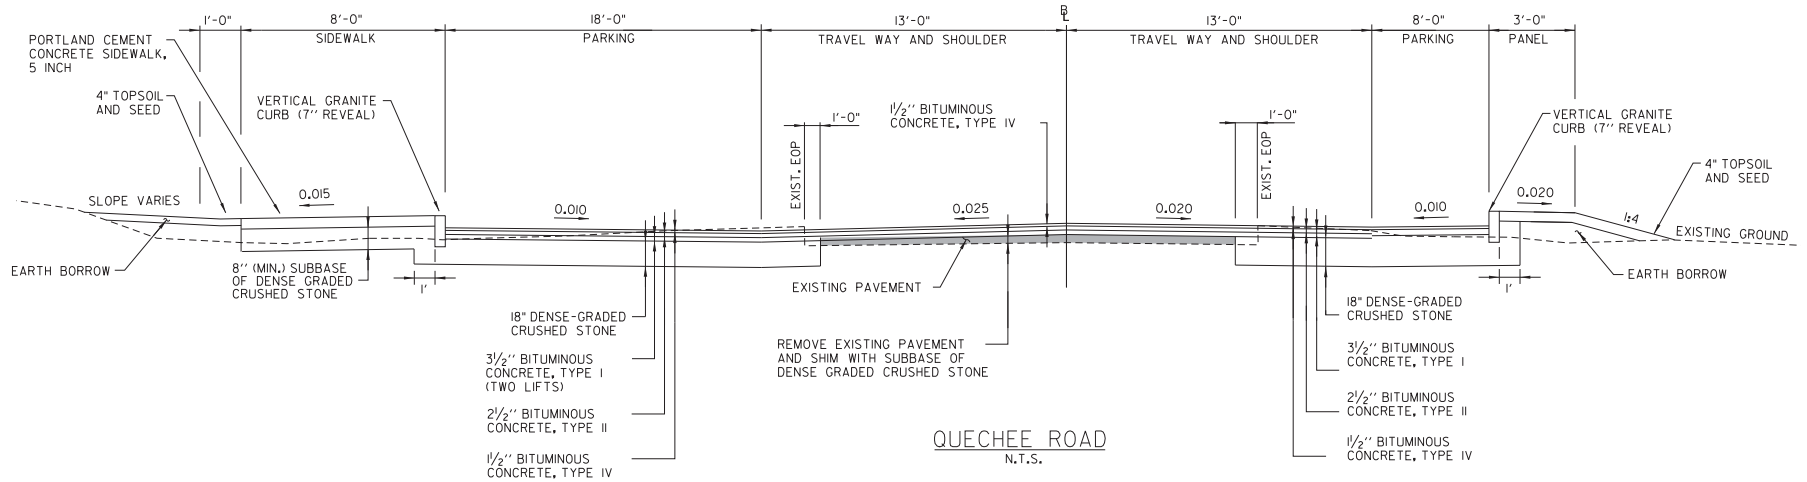 1'-0"
8'-0"
18'-0"
13'-0"
BL
13'-0"
8'-0"
3'-0"
SIDEWALK
PARKING
TRAVEL WAY AND SHOULDER
TRAVEL WAY AND SHOULDER
PARKING
PANEL
PORTLAND CEMENT
CONCRETE SIDEWALK,
5 INCH
4" TOPSOIL
AND SEED
VERTICAL GRANITE
CURB (7'' REVEAL)
1'-0"
1½'' BITUMINOUS
CONCRETE, TYPE IV
1'-0"
VERTICAL GRANITE
CURB (7'' REVEAL)
4" TOPSOIL
AND SEED
EXIST. EOP
EXIST. EOP
SLOPE VARIES
0.015
0.010
0.025
0.020
0.010
0.020
1:4
EXISTING GROUND
EARTH BORROW
8'' (MIN.) SUBBASE
OF DENSE GRADED
CRUSHED STONE
1'
EXISTING PAVEMENT
1'
EARTH BORROW
18" DENSE-GRADED
CRUSHED STONE
3½'' BITUMINOUS
CONCRETE, TYPE I
(TWO LIFTS)
2½'' BITUMINOUS
CONCRETE, TYPE II
1½'' BITUMINOUS
CONCRETE, TYPE IV
REMOVE EXISTING PAVEMENT
AND SHIM WITH SUBBASE OF
DENSE GRADED CRUSHED STONE
18" DENSE-GRADED
CRUSHED STONE
3½'' BITUMINOUS
CONCRETE, TYPE I
2½'' BITUMINOUS
CONCRETE, TYPE II
1½'' BITUMINOUS
CONCRETE, TYPE IV
QUECHEE ROAD
N.T.S.